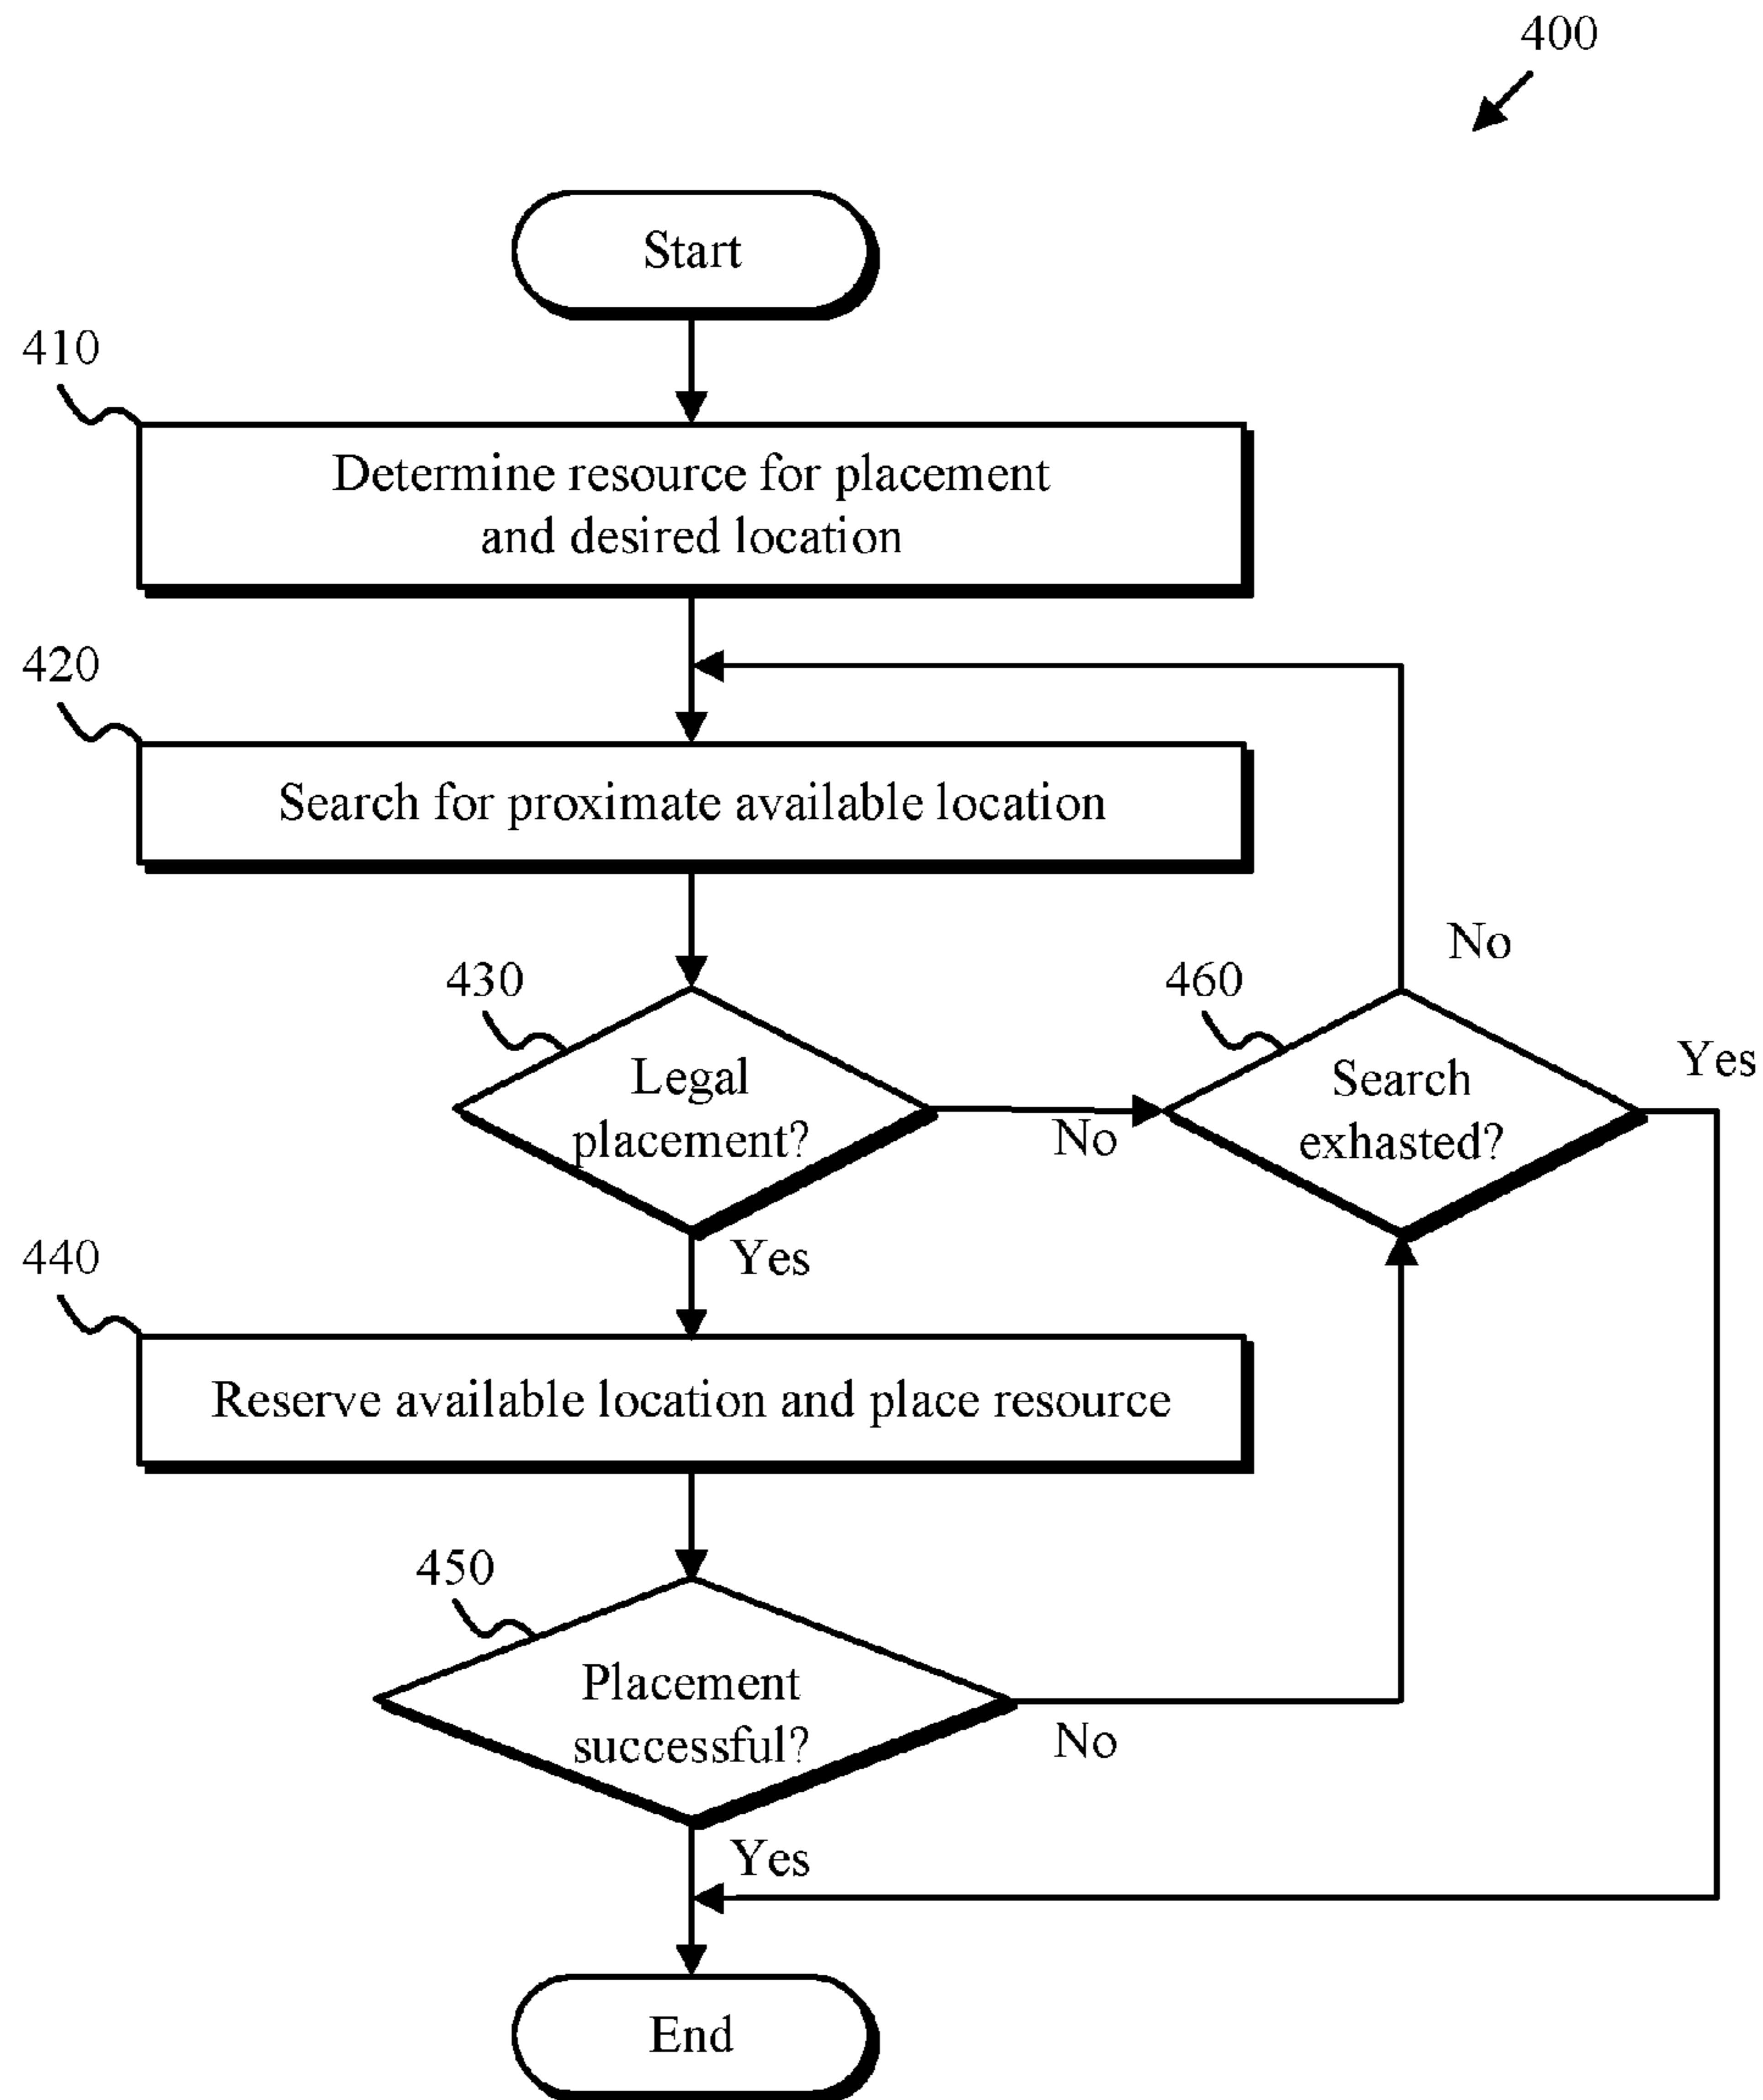 400
Start
410
Determine resource for placement
and desired location
420
Search for proximate available location
430
Legal
placement?
No
Yes
460
Search
exhasted?
No
Yes
440
Reserve available location and place resource
450
Placement
successful?
No
Yes
End